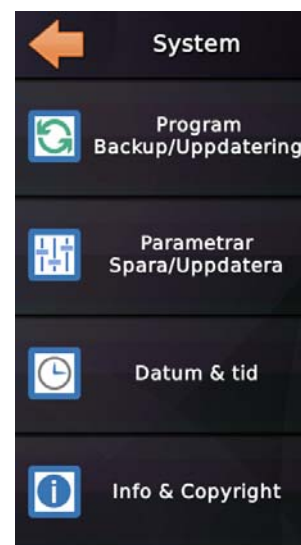 System
Program
Backup/Uppdatering
Parametrar
Spara/Uppdatera
Datum & tid
Info & Copyright